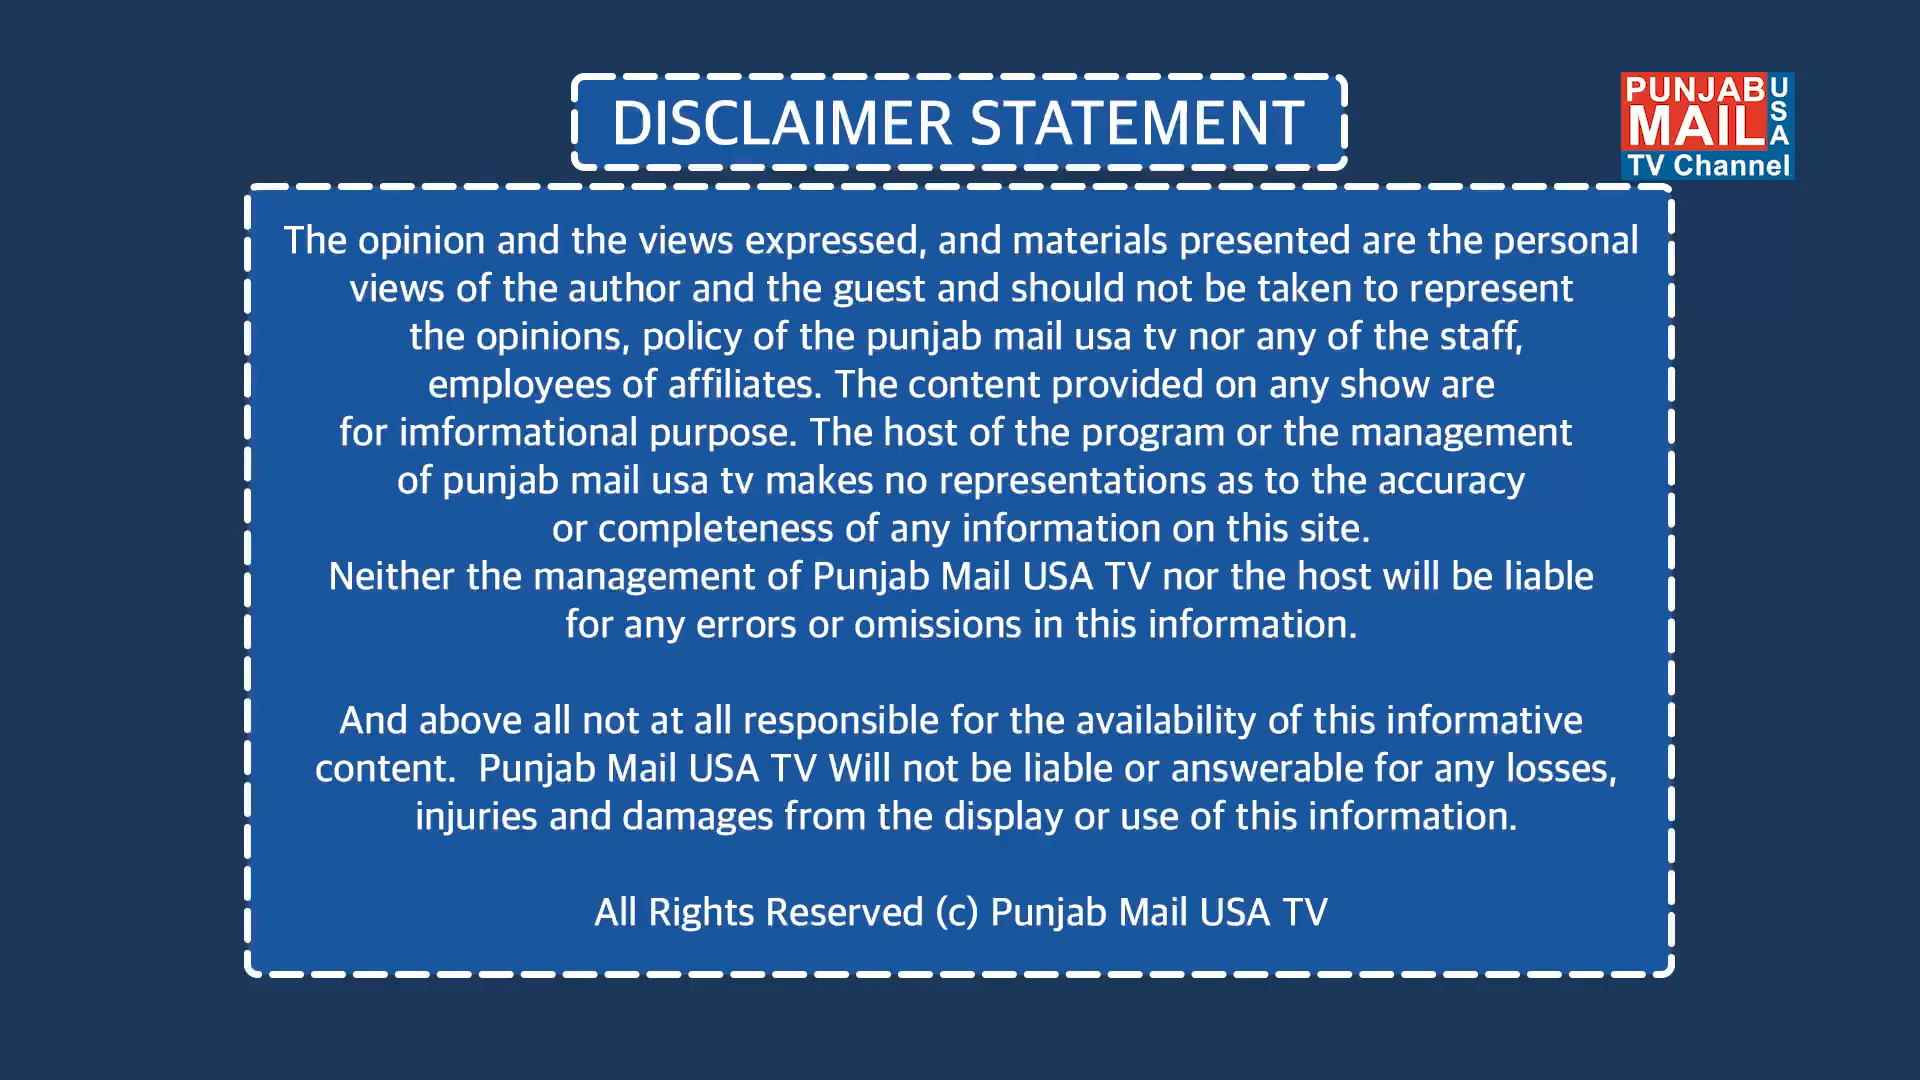 DISCLAIMER STATEMENT
PUNJAB USA
MAIL
TV Channel
The opinion and the views expressed, and materials presented are the personal
views of the author and the guest and should not be taken to represent
the opinions, policy of the punjab mail usa tv nor any of the staff,
employees of affiliates. The content provided on any show are
for imformational purpose. The host of the program or the management
of punjab mail usa tv makes no representations as to the accuracy
or completeness of any information on this site.
Neither the management of Punjab Mail USA TV nor the host will be liable
for any errors or omissions in this information.
And above all not at all responsible for the availability of this informative
content.  Punjab Mail USA TV Will not be liable or answerable for any losses,
injuries and damages from the display or use of this information.
All Rights Reserved (c) Punjab Mail USA TV